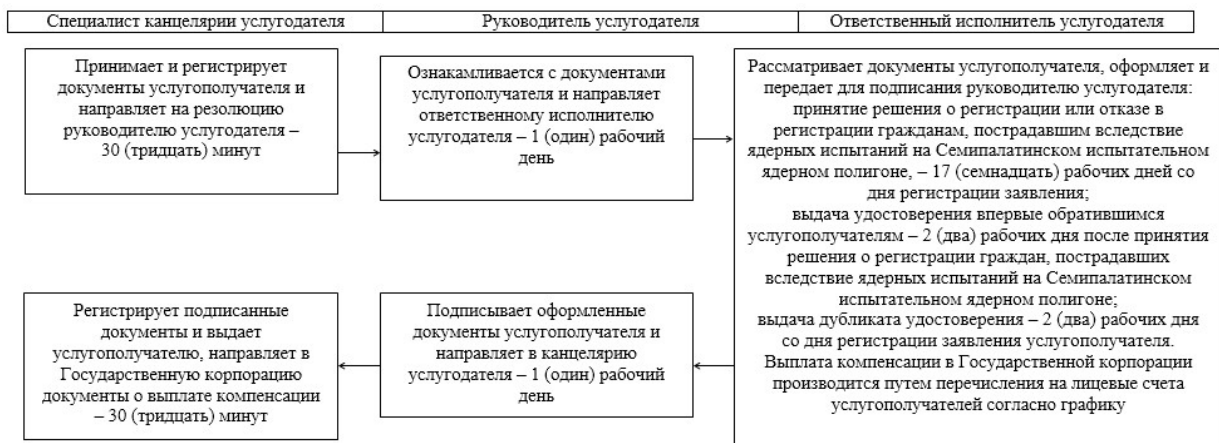 Специалист канцелярии услугодателя
Руководитель услугодателя
Ответственный исполнитель услугодателя
Принимает и регистрирует
документы услугополучателя и
направляет на резолюцию
руководителю услугодателя –
30 (тридцать) минут
Ознакамливается с документами
услугополучателя и направляет
ответственному исполнителю
услугодателя – 1 (один) рабочий
день
Рассматривает документы услугополучателя, оформляет и
передает для подписания руководителю услугодателя:
принятие решения о регистрации или отказе в
регистрации гражданам, пострадавшим вследствие
ядерных испытаний на Семипалатинском испытательном
ядерном полигоне, – 17 (семнадцать) рабочих дней со
дня регистрации заявления;
выдача удостоверения впервые обратившимся
услугополучателям – 2 (два) рабочих дня после принятия
решения о регистрации граждан, пострадавших
вследствие ядерных испытаний на Семипалатинском
испытательном ядерном полигоне;
выдача дубликата удостоверения – 2 (два) рабочих дня
со дня регистрации заявления услугополучателя.
Выплата компенсации в Государственной корпорации
производится путем перечисления на лицевые счета
услугополучателей согласно графику
Подписывает оформленные
документы услугополучателя и
направляет в канцелярию
услугодателя – 1 (один) рабочий
день
Регистрирует подписанные
документы и выдает
услугополучателю, направляет в
Государственную корпорацию
документы о выплате компенсации
– 30 (тридцать) минут